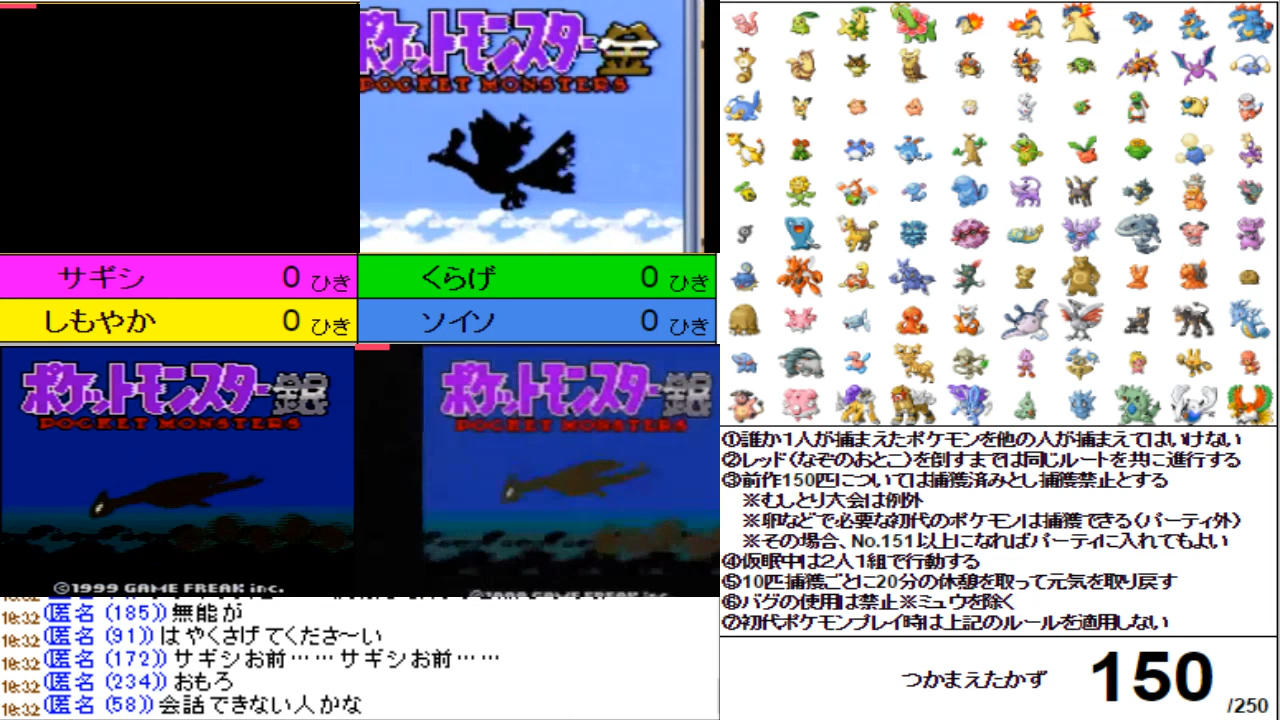 ポケットモンスター金
POCKET MONSTERS
サギシ 0 ひき
くらげ 0 ひき
しもやか 0 ひき
ソイソ 0 ひき
ポケットモンスター銀
POCKET MONSTERS
©1999 GAME FREAK inc.
ポケットモンスター銀
POCKET MONSTERS
18:32 (匿名 (185)) 無能が
18:32 (匿名 (91)) はやくさげてくださ〜い
18:32 (匿名 (172)) サギシお前……サギシお前……
18:32 (匿名 (234)) おもろ
18:32 (匿名 (58)) 会話できない人かな
①誰か1人が捕まえたポケモンを他の人が捕まえてはいけない
②レッド(なぞのおとこ)を倒すまでは同じルートを共に進行する
③前作150匹については捕獲済みとし捕獲禁止とする
※むしとり大会は例外
※卵などで必要な初代のポケモンは捕獲できる(パーティ外)
※その場合、No.151以上になればパーティに入れてもよい
④仮眠中は2人1組で行動する
⑤10匹捕獲ごとに20分の休憩を取って元気を取り戻す
⑥バグの使用は禁止※ミュウを除く
⑦初代ポケモンプレイ時は上記のルールを適用しない
つかまえたかず 150 /250